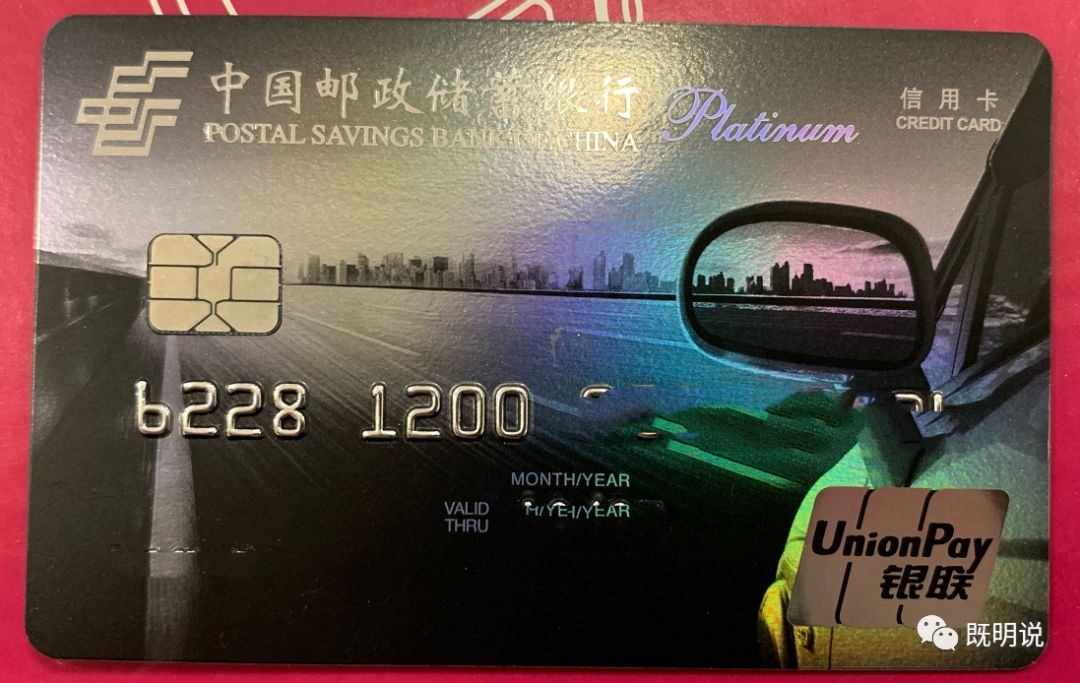 中国邮政储蓄银行
POSTAL SAVINGS BANK OF CHINA
Platinum
信用卡
CREDIT CARD
6228 1200
MONTH/YEAR
VALID
THRU
UnionPay
银联
既明说